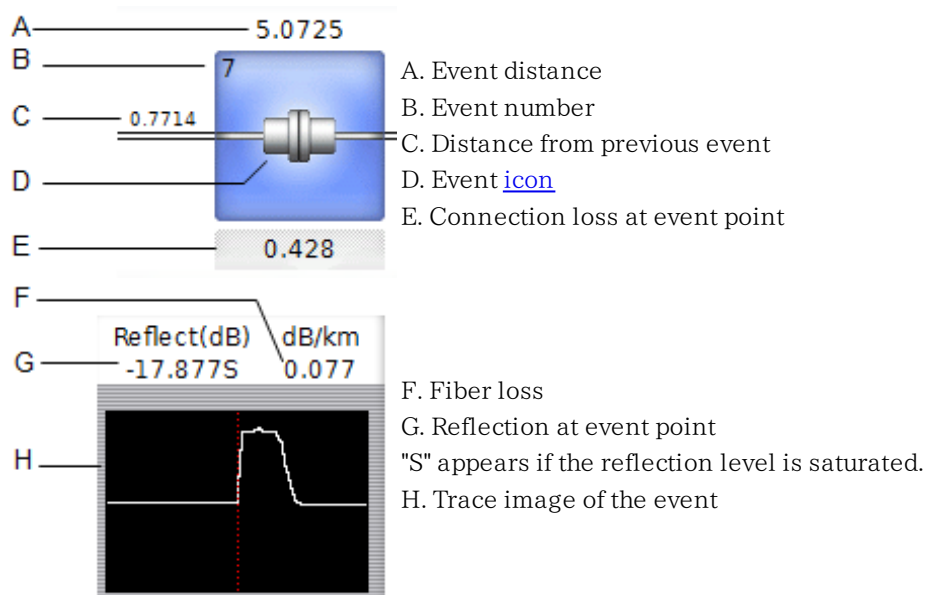 A
5.0725
B
7
A. Event distance
B. Event number
C
0.7714
C. Distance from previous event
D
D. Event icon
E. Connection loss at event point
E
0.428
F
Reflect(dB) dB/km
G
-17.877S 0.077
F. Fiber loss
G. Reflection at event point
"S" appears if the reflection level is saturated.
H
H. Trace image of the event